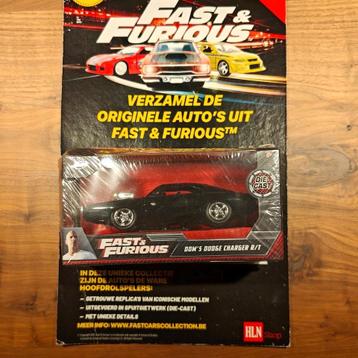 FAST &
FURIOUS
VERZAMEL DE
ORIGINELE AUTO'S UIT
FAST & FURIOUS™
DIE CAST
FAST &
FURIOUS
DOM'S DODGE CHARGER R/T
IN DEZE UNIEKE COLLECTIE
ZIJN DE AUTO'S DE WARE
HOOFDROLSPELERS:
- GETROUWE REPLICA'S VAN ICONISCHE MODELLEN
- UITGEVOERD IN SPUITGIETWERK (DIE-CAST)
- MET UNIEKE DETAILS
MEER INFO: WWW.FASTCARSCOLLECTION.BE
HLN